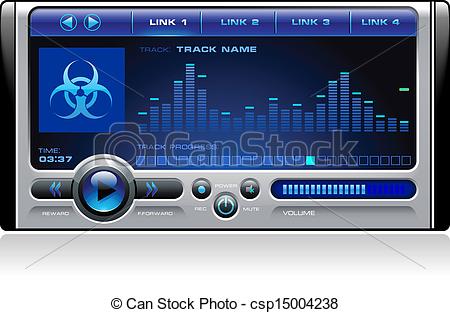 LINK 1 LINK 2 LINK 3 LINK 4
TRACK: TRACK NAME
© Can Stock Photo
TIME:
03:37
TRACK PROGRESS:
REWARD
F.FORWARD
REC
POWER
MUTE
VOLUME
© Can Stock Photo - csp15004238